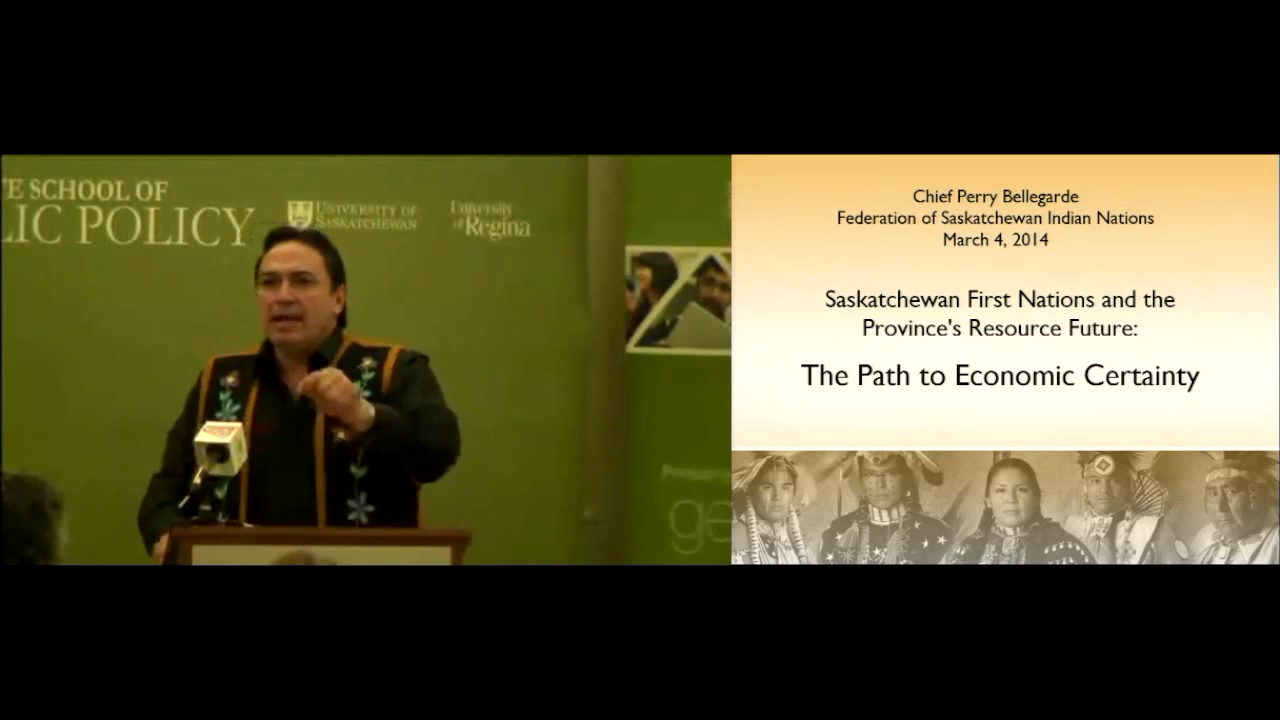 E SCHOOL OF
LIC POLICY
UNIVERSITY OF
SASKATCHEWAN
University
of Regina
Chief Perry Bellegarde
Federation of Saskatchewan Indian Nations
March 4, 2014
Saskatchewan First Nations and the
Province's Resource Future:
The Path to Economic Certainty
ge